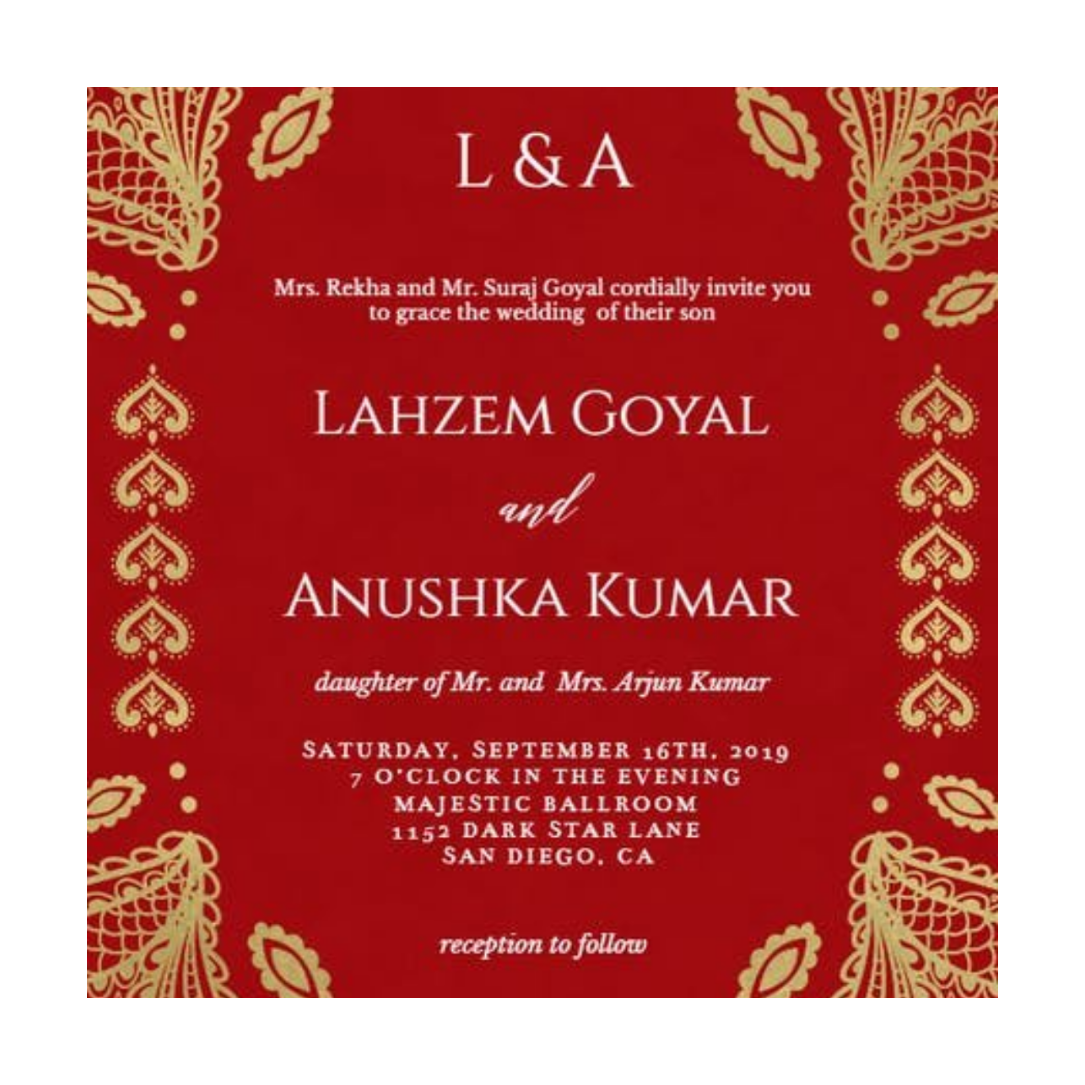 L & A
Mrs. Rekha and Mr. Suraj Goyal cordially invite you
to grace the wedding of their son
LAHZEM GOYAL
and
ANUSHKA KUMAR
daughter of Mr. and Mrs. Arjun Kumar
SATURDAY, SEPTEMBER 16TH, 2019
7 O'CLOCK IN THE EVENING
MAJESTIC BALLROOM
1152 DARK STAR LANE
SAN DIEGO, CA
reception to follow